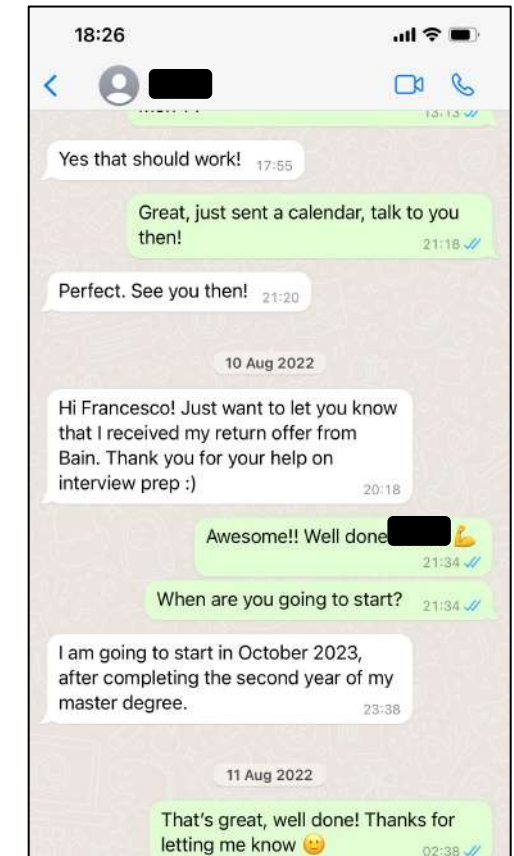 18:26
13:13
Yes that should work! 17:55
Great, just sent a calendar, talk to you
then!
21:18
Perfect. See you then! 21:20
10 Aug 2022
Hi Francesco! Just want to let you know
that I received my return offer from
Bain. Thank you for your help on
interview prep :)
20:18
Awesome!! Well done 💪
21:34
When are you going to start? 21:34
I am going to start in October 2023,
after completing the second year of my
master degree.
23:38
11 Aug 2022
That's great, well done! Thanks for
letting me know 🙂
02:38